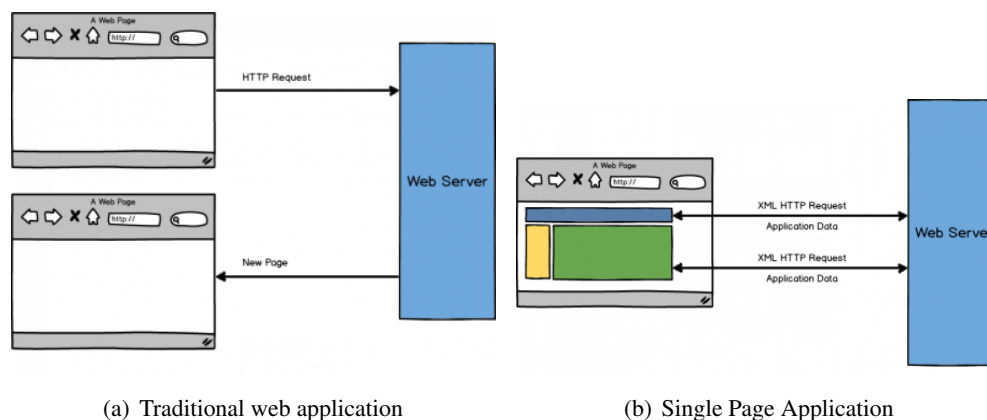 A Web Page
http://
HTTP Request
Web Server
A Web Page
http://
New Page
(a) Traditional web application
A Web Page
http://
XML HTTP Request
Application Data
XML HTTP Request
Application Data
Web Serve
(b) Single Page Application